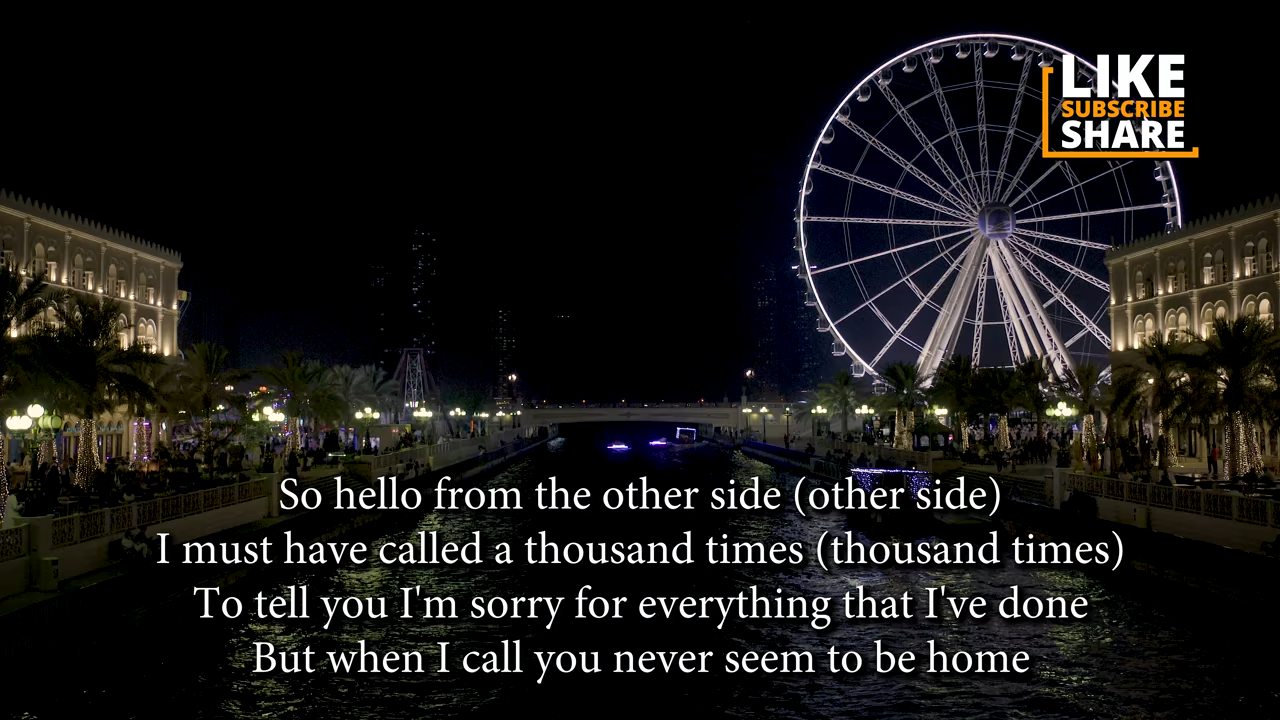 LIKE
SUBSCRIBE
SHARE
So hello from the other side (other side)
I must have called a thousand times (thousand times)
To tell you I'm sorry for everything that I've done
But when I call you never seem to be home